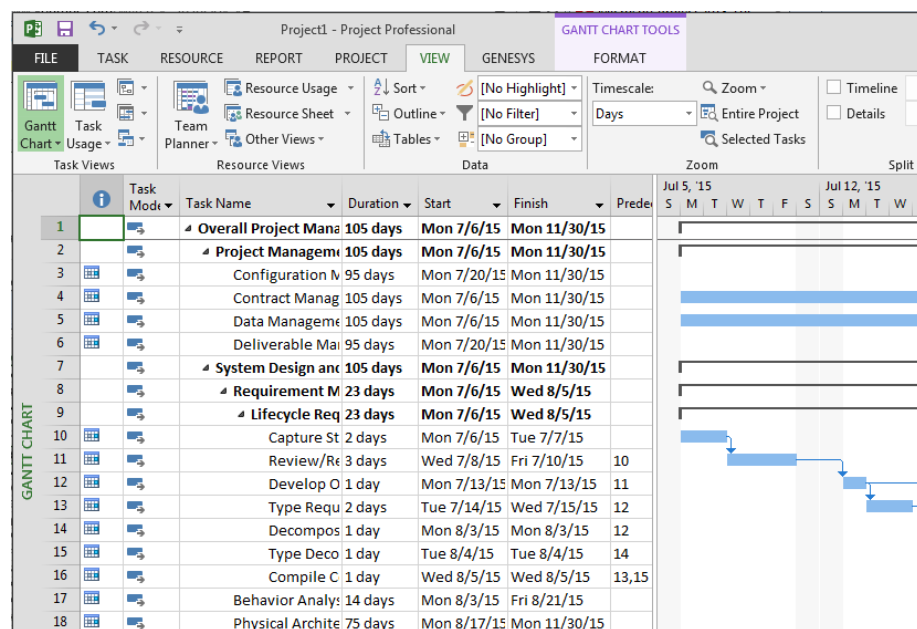 Project1 - Project Professional
GANTT CHART TOOLS
FILE TASK RESOURCE REPORT PROJECT VIEW GENESYS FORMAT
Gantt Chart
Task Usage
Task Views
Team Planner
Resource Usage
Resource Sheet
Other Views
Resource Views
Sort
Outline
Tables
[No Highlight]
[No Filter]
[No Group]
Data
Timescale:
Days
Zoom
Entire Project
Selected Tasks
Zoom
Timeline
Details
Split
Task Mode Task Name Duration Start Finish Prede
Jul 5, '15 Jul 12, '15
S M T W T F S S M T W
1 Overall Project Mana 105 days Mon 7/6/15 Mon 11/30/15
2 Project Manageme 105 days Mon 7/6/15 Mon 11/30/15
3 Configuration M 95 days Mon 7/20/15 Mon 11/30/15
4 Contract Manag 105 days Mon 7/6/15 Mon 11/30/15
5 Data Manageme 105 days Mon 7/6/15 Mon 11/30/15
6 Deliverable Mai 95 days Mon 7/20/15 Mon 11/30/15
7 System Design and 105 days Mon 7/6/15 Mon 11/30/15
8 Requirement M 23 days Mon 7/6/15 Wed 8/5/15
9 Lifecycle Req 23 days Mon 7/6/15 Wed 8/5/15
10 Capture St 2 days Mon 7/6/15 Tue 7/7/15
11 Review/Re 3 days Wed 7/8/15 Fri 7/10/15 10
12 Develop O 1 day Mon 7/13/15 Mon 7/13/15 11
13 Type Requ 2 days Tue 7/14/15 Wed 7/15/15 12
14 Decompos 1 day Mon 8/3/15 Mon 8/3/15 12
15 Type Deco 1 day Tue 8/4/15 Tue 8/4/15 14
16 Compile C 1 day Wed 8/5/15 Wed 8/5/15 13,15
17 Behavior Analys 14 days Mon 8/3/15 Fri 8/21/15
18 Physical Archite 75 days Mon 8/17/15 Mon 11/30/15
GANTT CHART